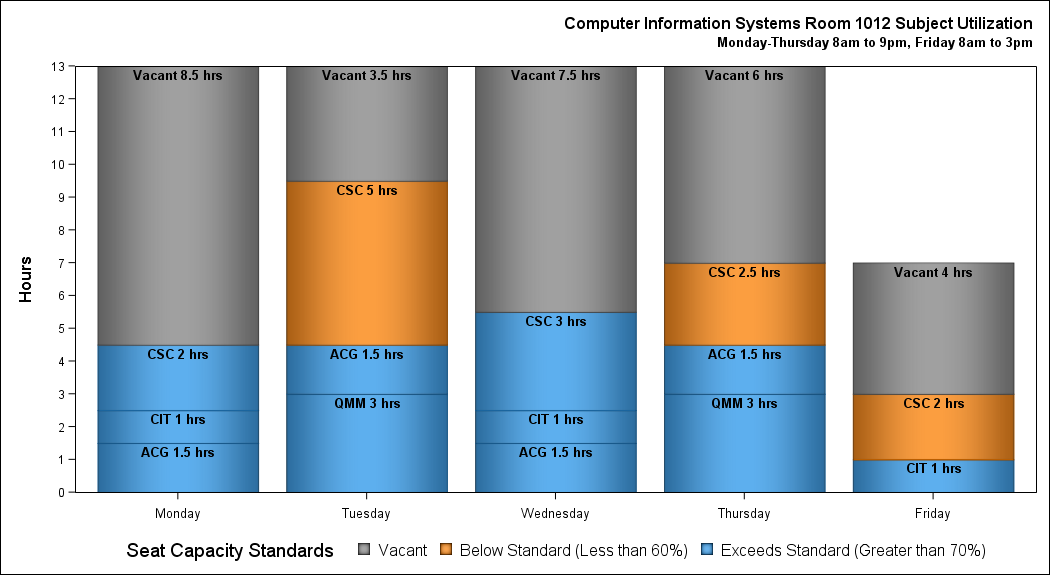 Computer Information Systems Room 1012 Subject Utilization
Monday-Thursday 8am to 9pm, Friday 8am to 3pm
Hours
13
12
11
10
9
8
7
6
5
4
3
2
1
0
Vacant 8.5 hrs
CSC 2 hrs
CIT 1 hrs
ACG 1.5 hrs
Vacant 3.5 hrs
CSC 5 hrs
ACG 1.5 hrs
QMM 3 hrs
Vacant 7.5 hrs
CSC 3 hrs
CIT 1 hrs
ACG 1.5 hrs
Vacant 6 hrs
CSC 2.5 hrs
ACG 1.5 hrs
QMM 3 hrs
Vacant 4 hrs
CSC 2 hrs
CIT 1 hrs
Monday Tuesday Wednesday Thursday Friday
Seat Capacity Standards Vacant Below Standard (Less than 60%) Exceeds Standard (Greater than 70%)